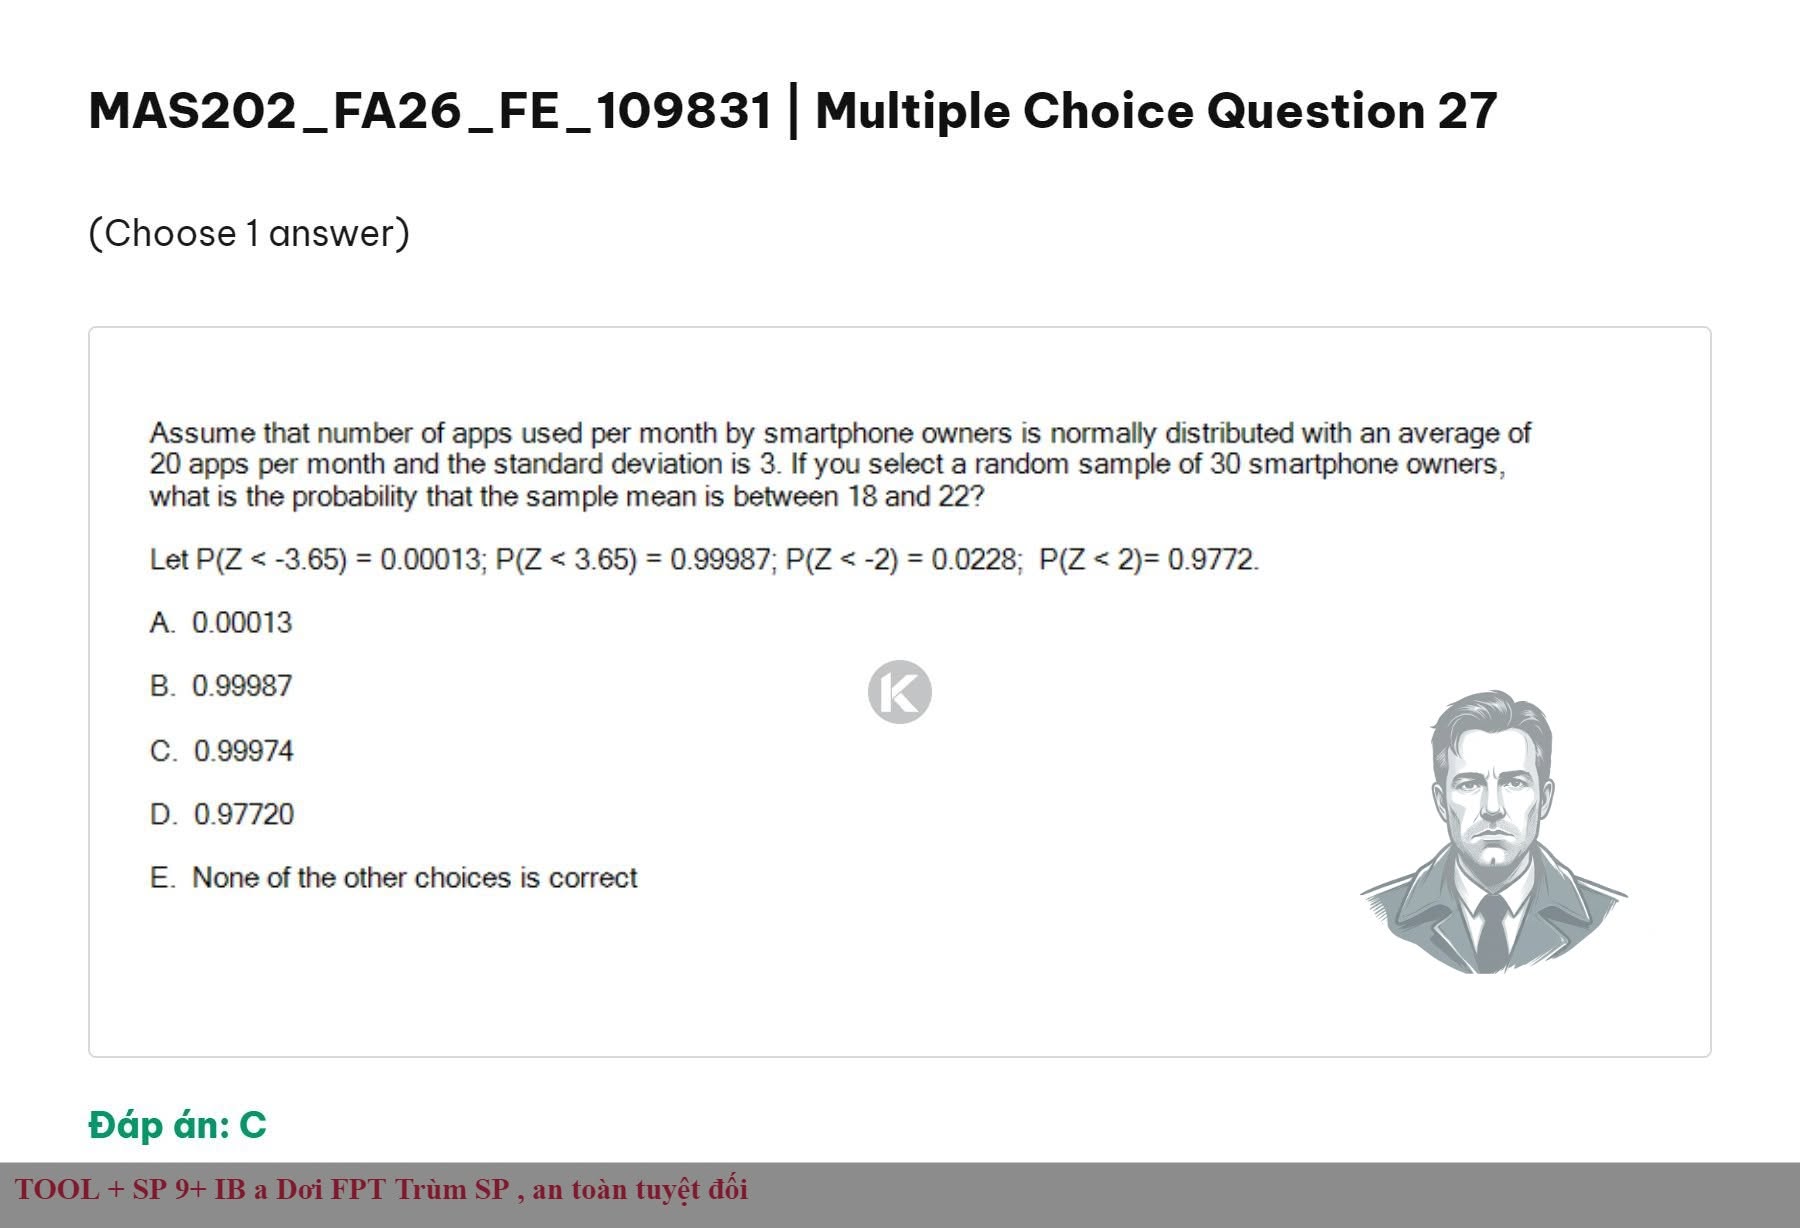 MAS202_FA26_FE_109831 | Multiple Choice Question 27
(Choose 1 answer)
Assume that number of apps used per month by smartphone owners is normally distributed with an average of
20 apps per month and the standard deviation is 3. If you select a random sample of 30 smartphone owners,
what is the probability that the sample mean is between 18 and 22?
Let P(Z < -3.65) = 0.00013; P(Z < 3.65) = 0.99987; P(Z < -2) = 0.0228;  P(Z < 2)= 0.9772.
A.  0.00013
B.  0.99987
C.  0.99974
D.  0.97720
E.  None of the other choices is correct
K
Đáp án: C
TOOL + SP 9+ IB a Dơi FPT Trùm SP , an toàn tuyệt đối